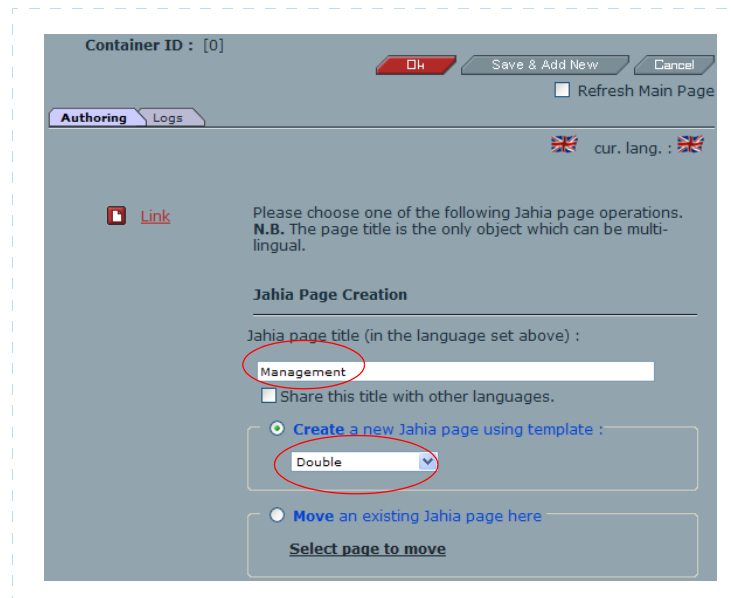 Container ID : [0]
Ok Save & Add New Cancel
Refresh Main Page
Authoring Logs
cur. lang. :
Link
Please choose one of the following Jahia page operations.
N.B. The page title is the only object which can be multi-
lingual.
Jahia Page Creation
Jahia page title (in the language set above) :
Management
Share this title with other languages.
Create a new Jahia page using template :
Double
Move an existing Jahia page here
Select page to move